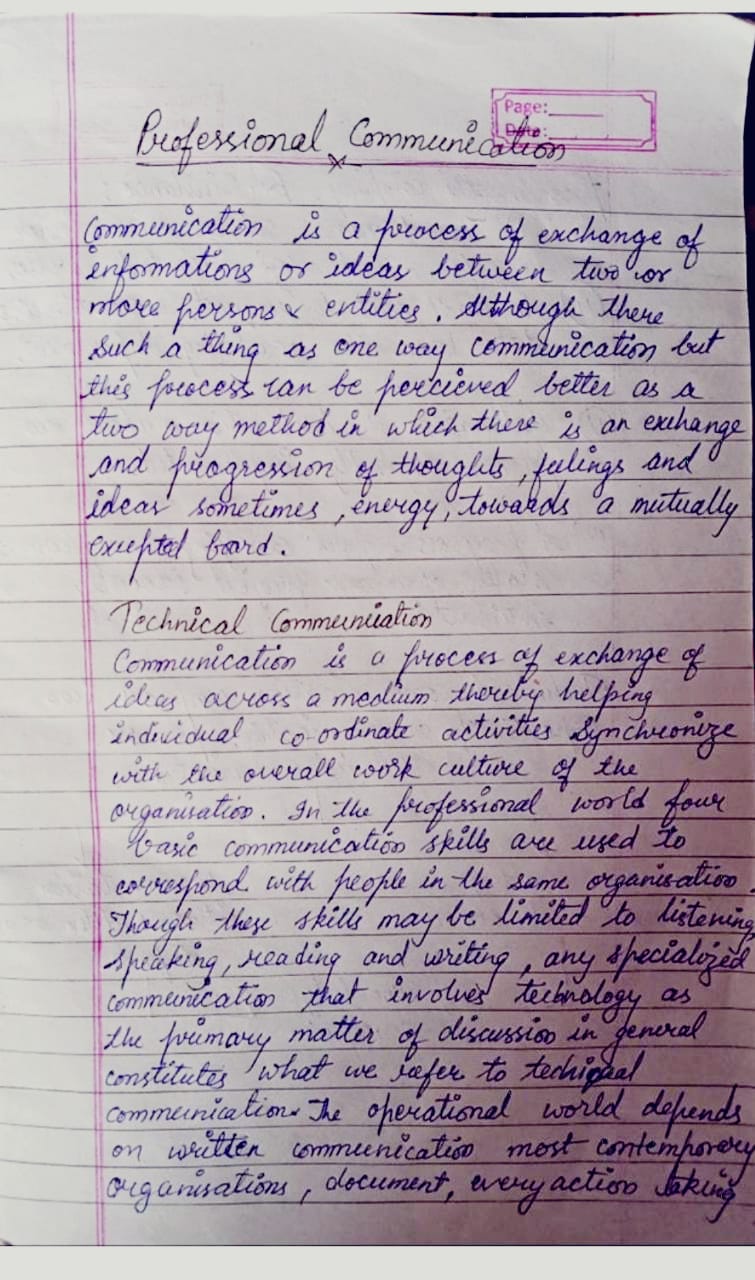 Page:
Date:
Professional Communication
Communication is a process of exchange of
informations or ideas between two or
more persons & entities. Although there
such a thing as one way communication but
this process can be percieved better as a
two way method in which there is an exchange
and progression of thoughts, feelings and
ideas sometimes, energy, towards a mutually
excepted board.
Technical Communication
Communication is a process of exchange of
ideas across a medium thereby helping
individual co-ordinate activities Synchronize
with the overall work culture of the
organisation. In the professional world four
basic communication skills are used to
correspond with people in the same organisation.
Though these skills may be limited to listening,
speaking, reading and writing, any specialized
communication that involves technology as
the primary matter of discussion in general
constitutes what we refer to techical
communication. The operational world depends
on written communication most contemporary
organisations, document, every action taking